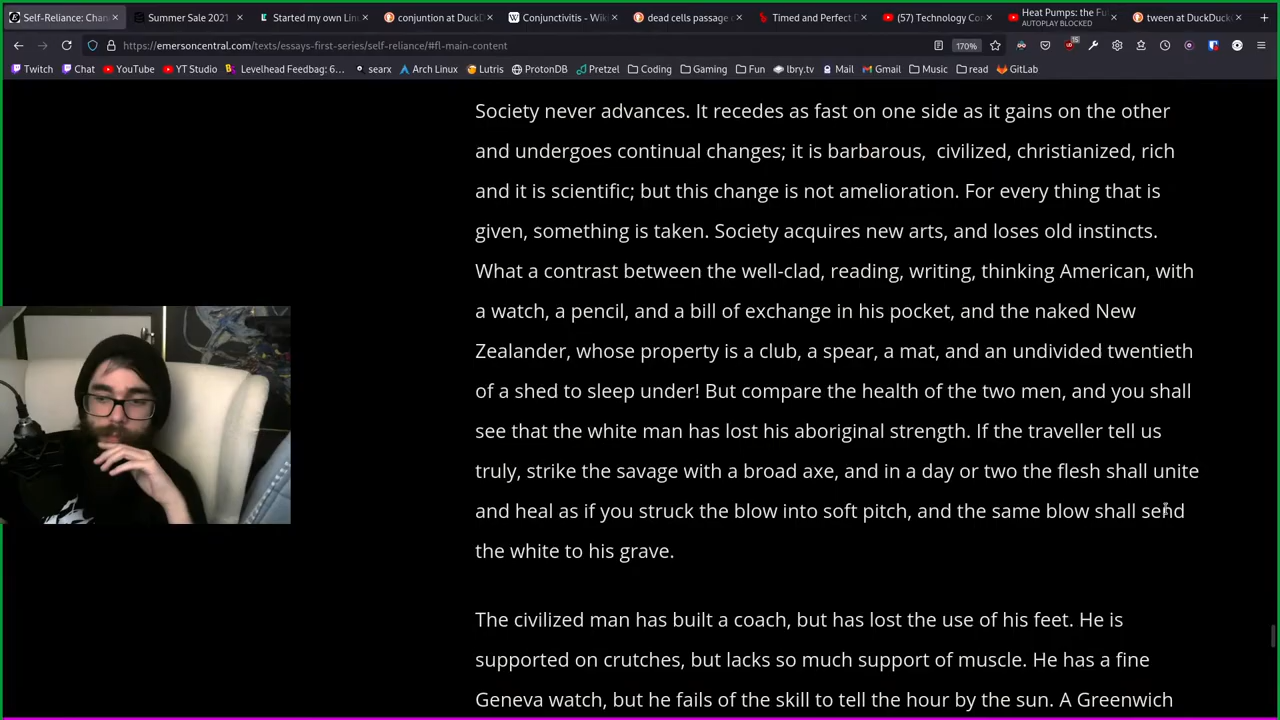 Self-Reliance: Chan
Summer Sale 2021
Started my own Lin
conjuntion at DuckD
Conjunctivitis - Wiki
dead cells passage
Timed and Perfect D
(57) Technology Co
Heat Pumps: the Fu
AUTOPLAY BLOCKED
tween at DuckDuck
https://emersoncentral.com/texts/essays-first-series/self-reliance/#fl-main-content
170%
15
Twitch Chat YouTube YT Studio Levelhead Feedbag: 6… searx Arch Linux Lutris ProtonDB Pretzel Coding Gaming Fun lbry.tv Mail Gmail Music read GitLab
Society never advances. It recedes as fast on one side as it gains on the other
and undergoes continual changes; it is barbarous,  civilized, christianized, rich
and it is scientific; but this change is not amelioration. For every thing that is
given, something is taken. Society acquires new arts, and loses old instincts.
What a contrast between the well-clad, reading, writing, thinking American, with
a watch, a pencil, and a bill of exchange in his pocket, and the naked New
Zealander, whose property is a club, a spear, a mat, and an undivided twentieth
of a shed to sleep under! But compare the health of the two men, and you shall
see that the white man has lost his aboriginal strength. If the traveller tell us
truly, strike the savage with a broad axe, and in a day or two the flesh shall unite
and heal as if you struck the blow into soft pitch, and the same blow shall send
the white to his grave.
The civilized man has built a coach, but has lost the use of his feet. He is
supported on crutches, but lacks so much support of muscle. He has a fine
Geneva watch, but he fails of the skill to tell the hour by the sun. A Greenwich